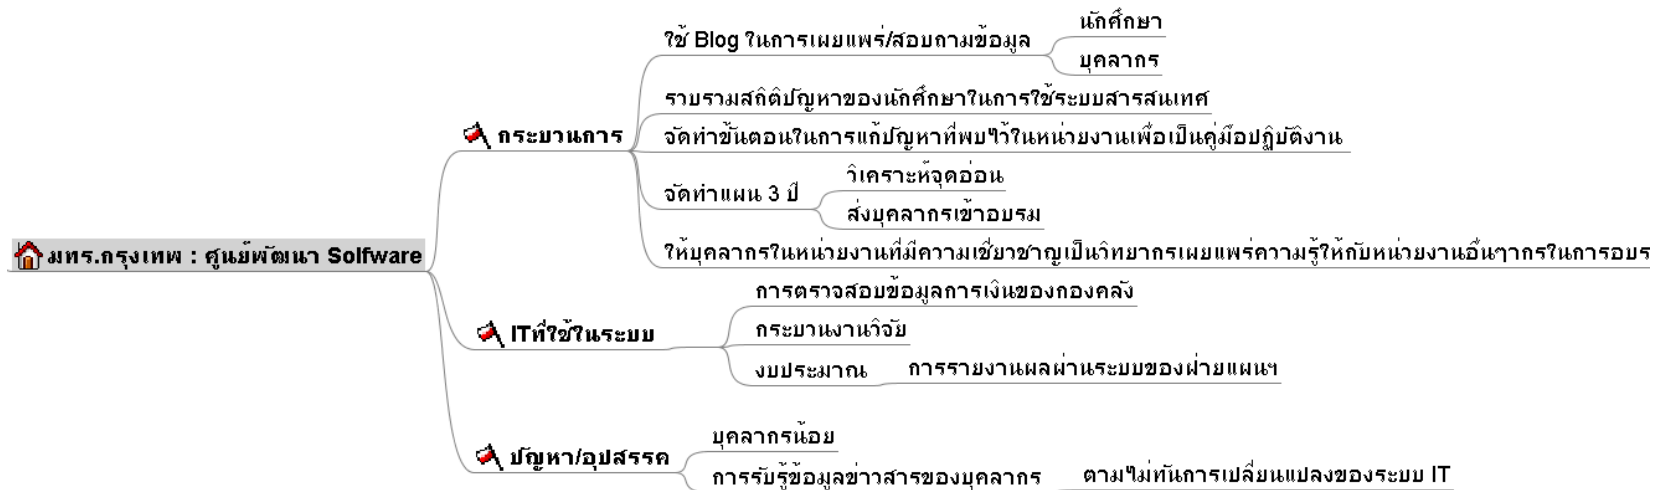 มทร.กรุงเทพ : ศูนย์พัฒนา Solfware
กระบวนการ
ใช้ Blog ในการเผยแพร่/สอบถามข้อมูล
นักศึกษา
บุคลากร
รวบรวมสถิติปัญหาของนักศึกษาในการใช้ระบบสารสนเทศ
จัดทำขั้นตอนในการแก้ปัญหาที่พบไว้ในหน่วยงานเพื่อเป็นคู่มือปฏิบัติงาน
จัดทำแผน 3 ปี
วิเคราะห์จุดอ่อน
ส่งบุคลากรเข้าอบรม
ให้บุคลากรในหน่วยงานที่มีความเชี่ยวชาญเป็นวิทยากรเผยแพร่ความรู้ให้กับหน่วยงานอื่นๆากรในการอบร
ITที่ใช้ในระบบ
การตรวจสอบข้อมูลการเงินของกองคลัง
กระบวนงานวิจัย
งบประมาณ
การรายงานผลผ่านระบบของฝ่ายแผนฯ
ปัญหา/อุปสรรค
บุคลากรน้อย
การรับรู้ข้อมูลข่าวสารของบุคลากร
ตามไม่ทันการเปลี่ยนแปลงของระบบ IT